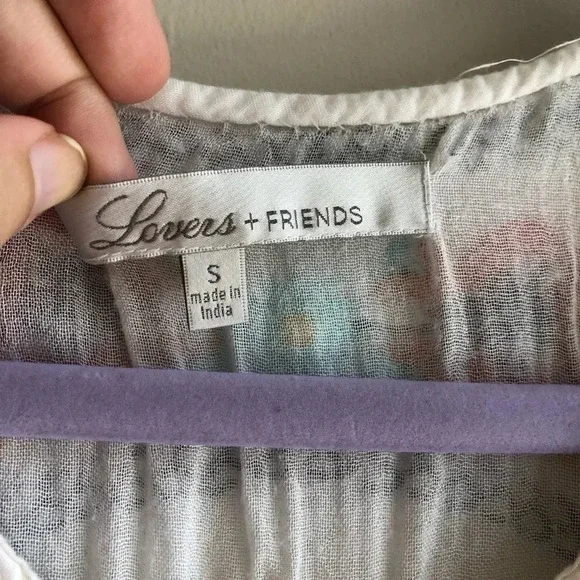 Lovers + FRIENDS
S
made in
India